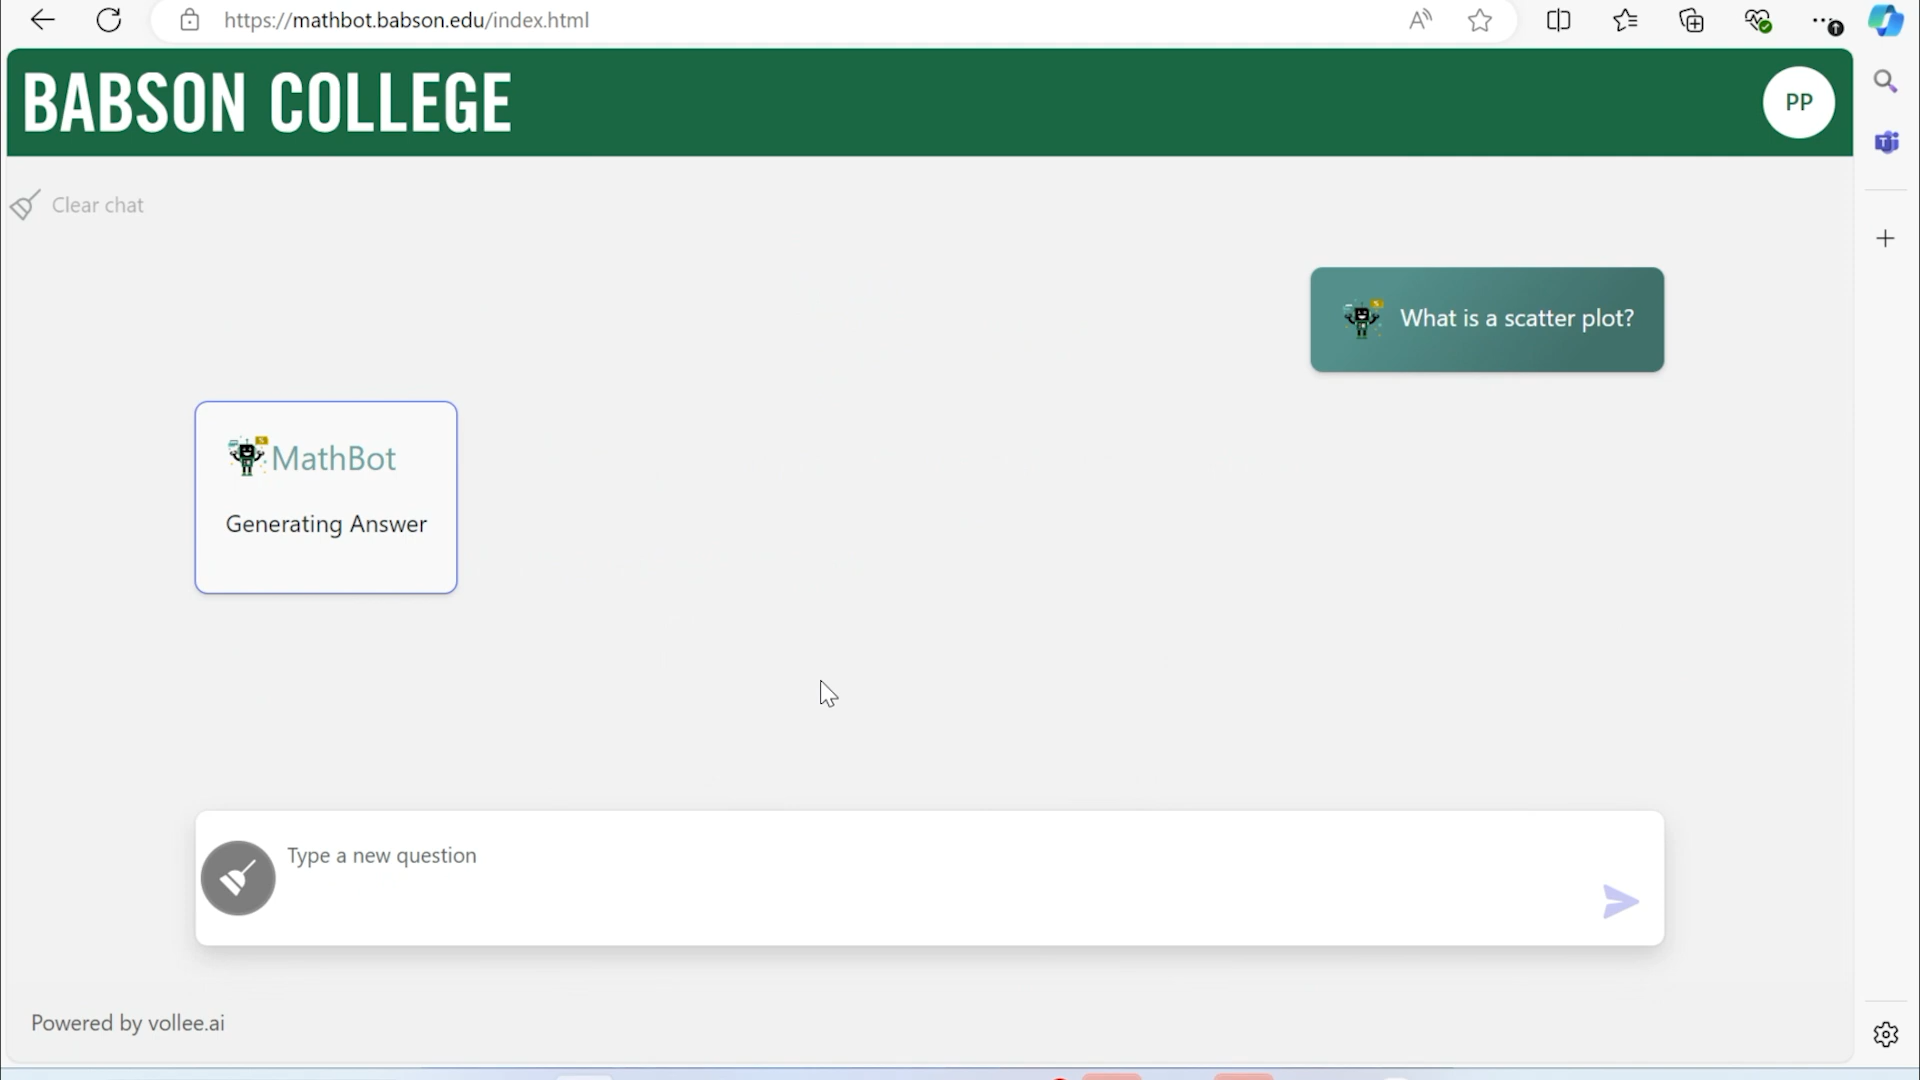 https://mathbot.babson.edu/index.html
BABSON COLLEGE
PP
Clear chat
What is a scatter plot?
MathBot
Generating Answer
Type a new question
Powered by vollee.ai